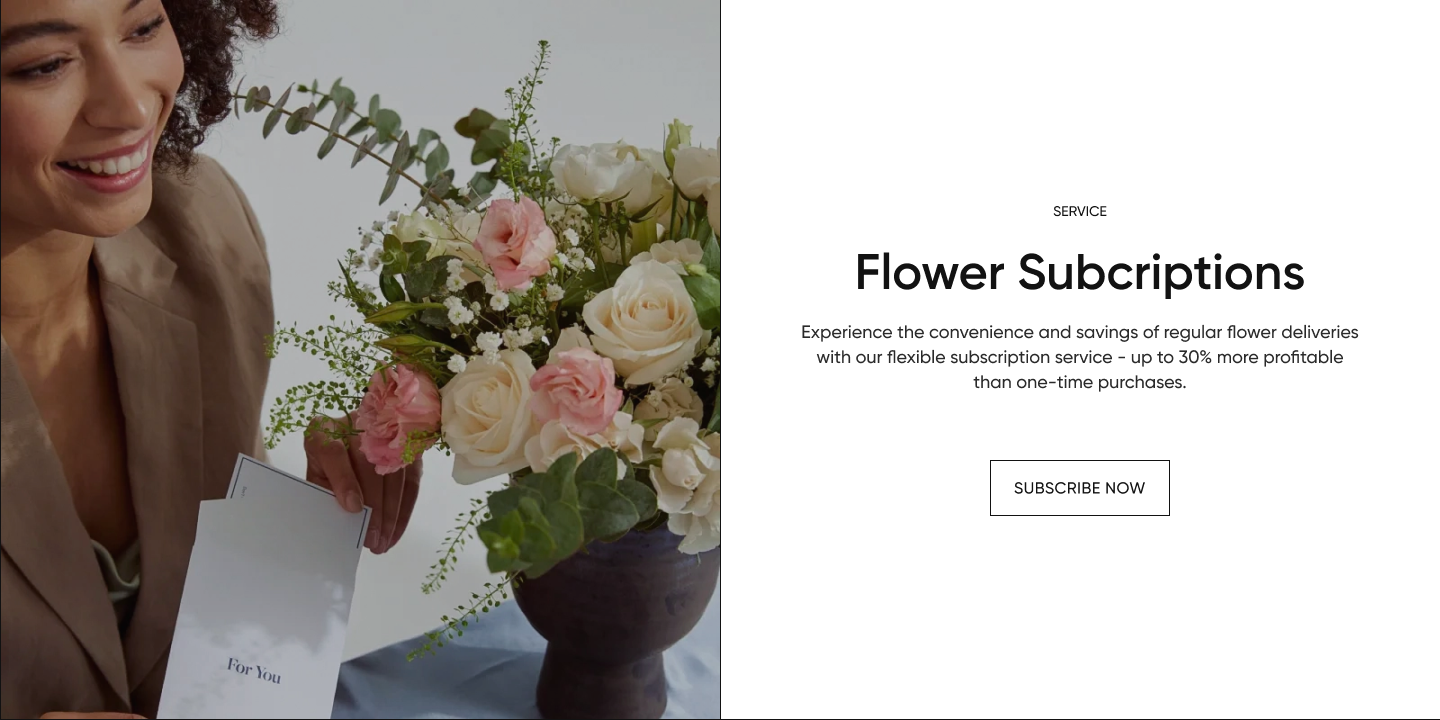 For You
SERVICE
Flower Subcriptions
Experience the convenience and savings of regular flower deliveries
with our flexible subscription service - up to 30% more profitable
than one-time purchases.
SUBSCRIBE NOW